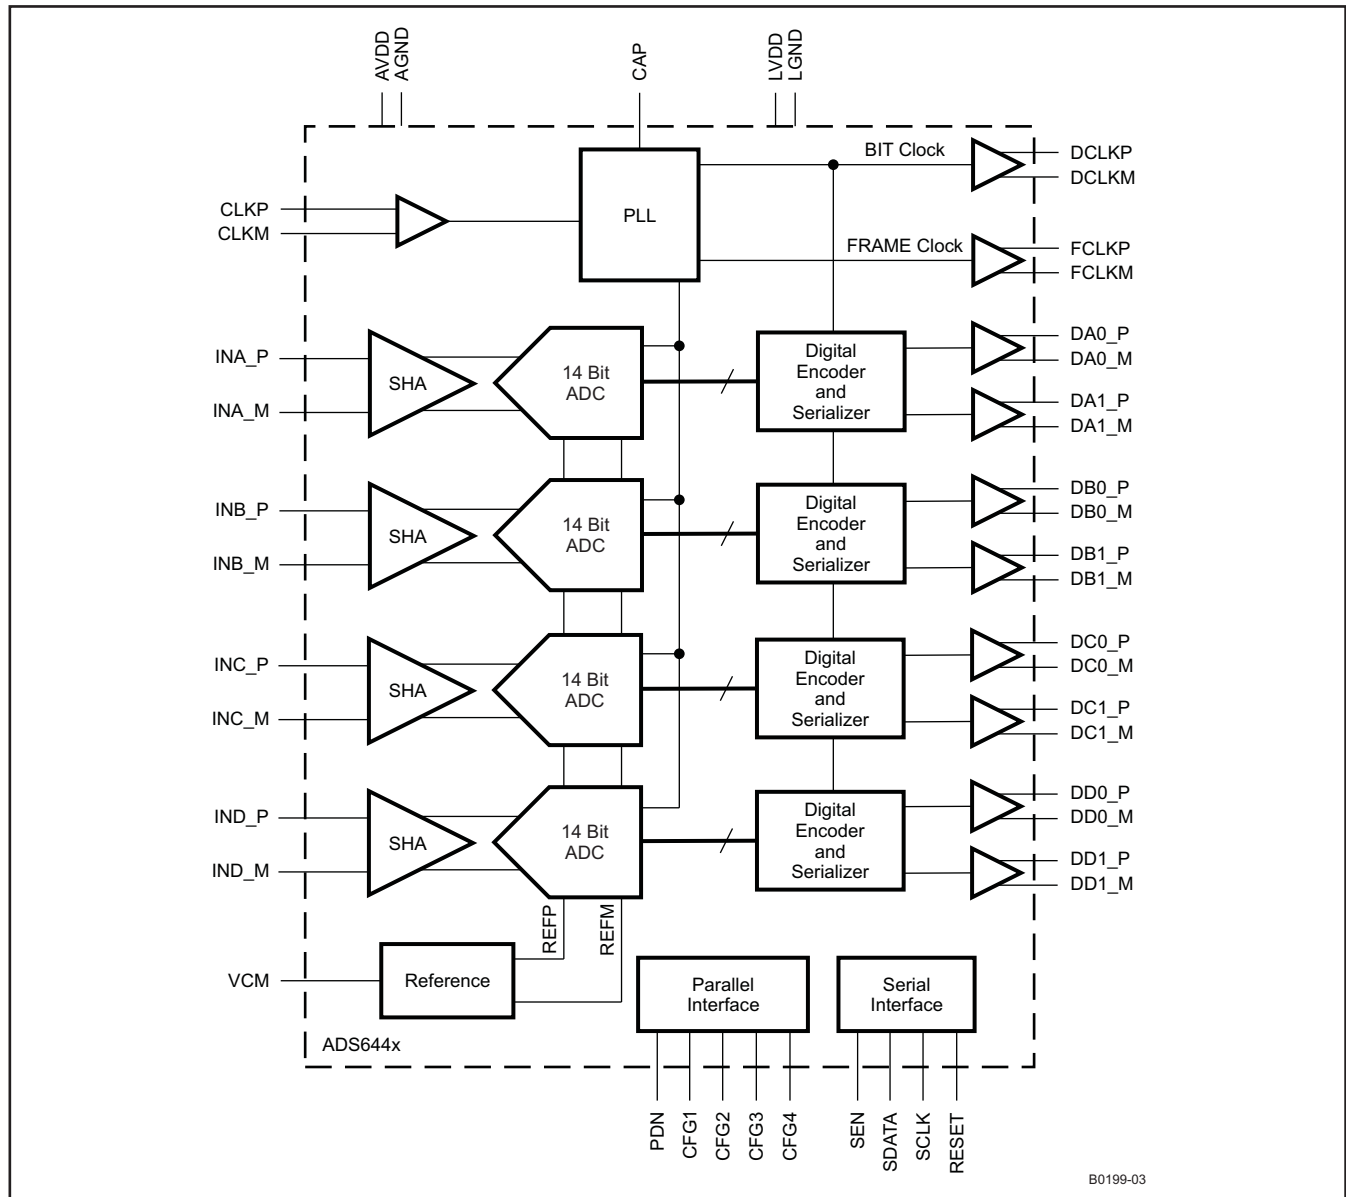 AVDD
AGND
CAP
LVDD
LGND
BIT Clock
DCLKP
DCLKM
CLKP
CLKM
PLL
FRAME Clock
FCLKP
FCLKM
INA_P
INA_M
SHA
14 Bit
ADC
Digital
Encoder
and
Serializer
DA0_P
DA0_M
DA1_P
DA1_M
INB_P
INB_M
SHA
14 Bit
ADC
Digital
Encoder
and
Serializer
DB0_P
DB0_M
DB1_P
DB1_M
INC_P
INC_M
SHA
14 Bit
ADC
Digital
Encoder
and
Serializer
DC0_P
DC0_M
DC1_P
DC1_M
IND_P
IND_M
SHA
14 Bit
ADC
Digital
Encoder
and
Serializer
DD0_P
DD0_M
DD1_P
DD1_M
REFP
REFM
VCM
Reference
Parallel
Interface
Serial
Interface
ADS644x
PDN
CFG1
CFG2
CFG3
CFG4
SEN
SDATA
SCLK
RESET
B0199-03